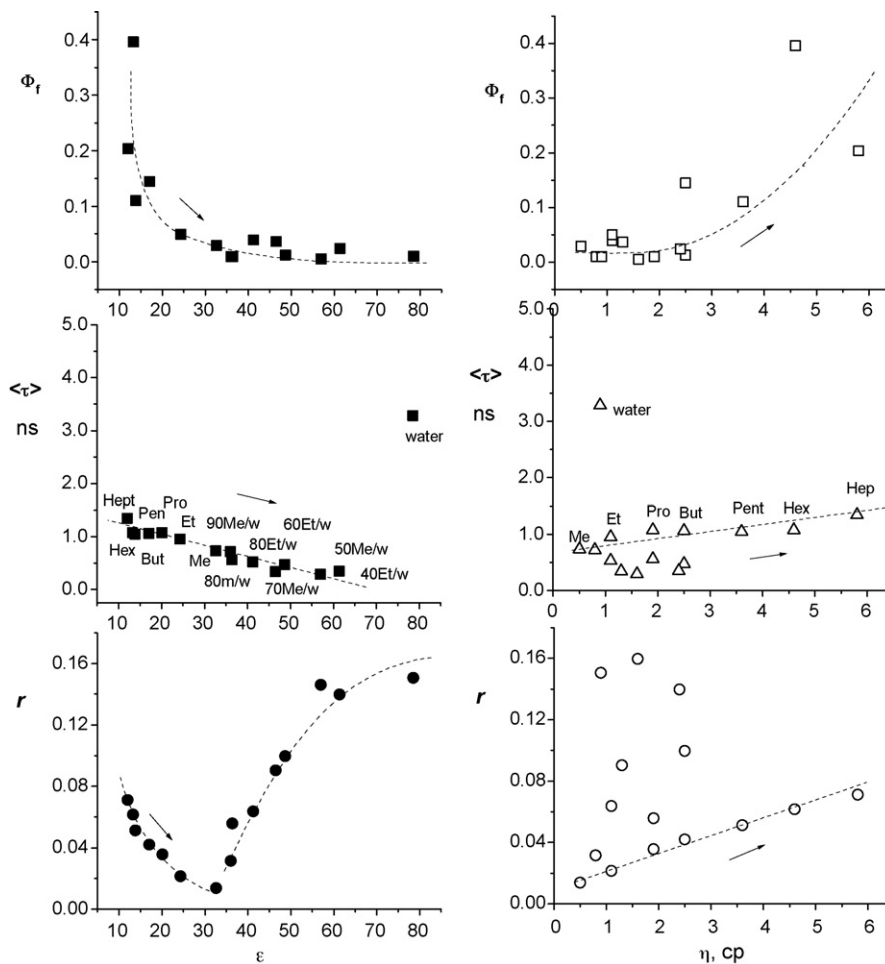 0.4
Φf
0.3
0.2
0.1
0.0
10 20 30 40 50 60 70 80
0.4
Φf
0.3
0.2
0.1
0.0
0 1 2 3 4 5 6
5.0
<τ>
4.0
ns
3.0
water
2.0
Hept
Pen
Pro
Et
90Me/w
60Et/w
1.0
80Et/w
50Me/w
Hex
But
Me
80m/w
70Me/w
40Et/w
0.0
10 20 30 40 50 60 70 80
5.0
<τ>
4.0
ns
3.0
water
2.0
Hep
Et
Pro
But
Pent
Hex
Me
1.0
0.0
0 1 2 3 4 5 6
0.16
r
0.12
0.08
0.04
0.00
10 20 30 40 50 60 70 80
ε
0.16
r
0.12
0.08
0.04
0.00
0 1 2 3 4 5 6
η, cp